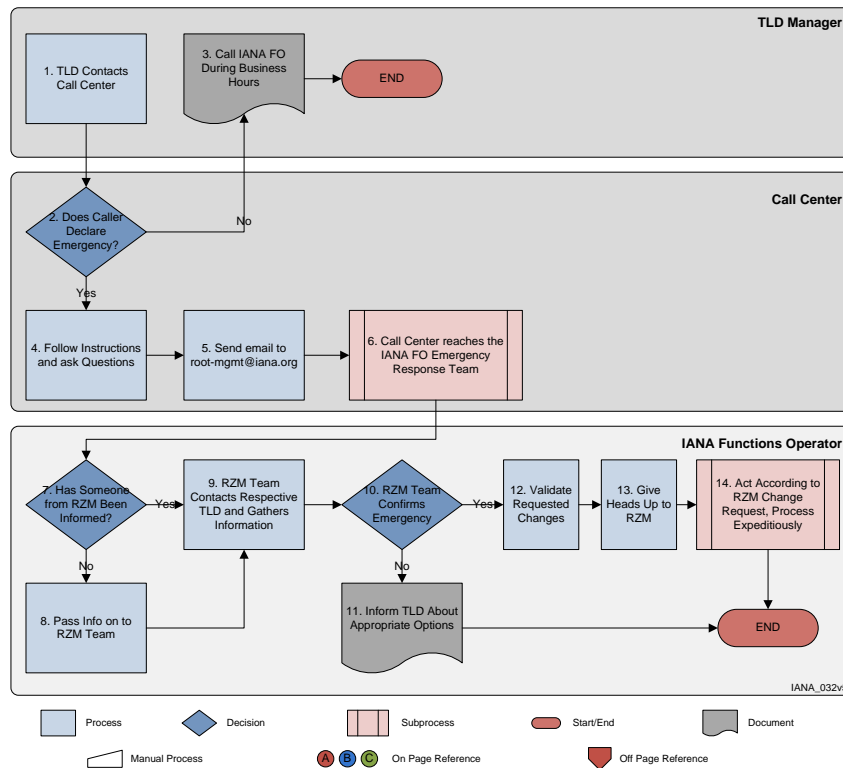 TLD Manager
1. TLD Contacts
Call Center
3. Call IANA FO
During Business
Hours
END
Call Center
2. Does Caller
Declare
Emergency?
No
Yes
4. Follow Instructions
and ask Questions
5. Send email to
root-mgmt@iana.org
6. Call Center reaches the
IANA FO Emergency
Response Team
IANA Functions Operator
7. Has Someone
from RZM Been
Informed?
Yes
No
8. Pass Info on to
RZM Team
9. RZM Team
Contacts Respective
TLD and Gathers
Information
10. RZM Team
Confirms
Emergency
Yes
No
11. Inform TLD About
Appropriate Options
12. Validate
Requested
Changes
13. Give
Heads Up to
RZM
14. Act According to
RZM Change
Request, Process
Expeditiously
END
Process
Decision
Subprocess
Start/End
Document
Manual Process
A B C On Page Reference
Off Page Reference